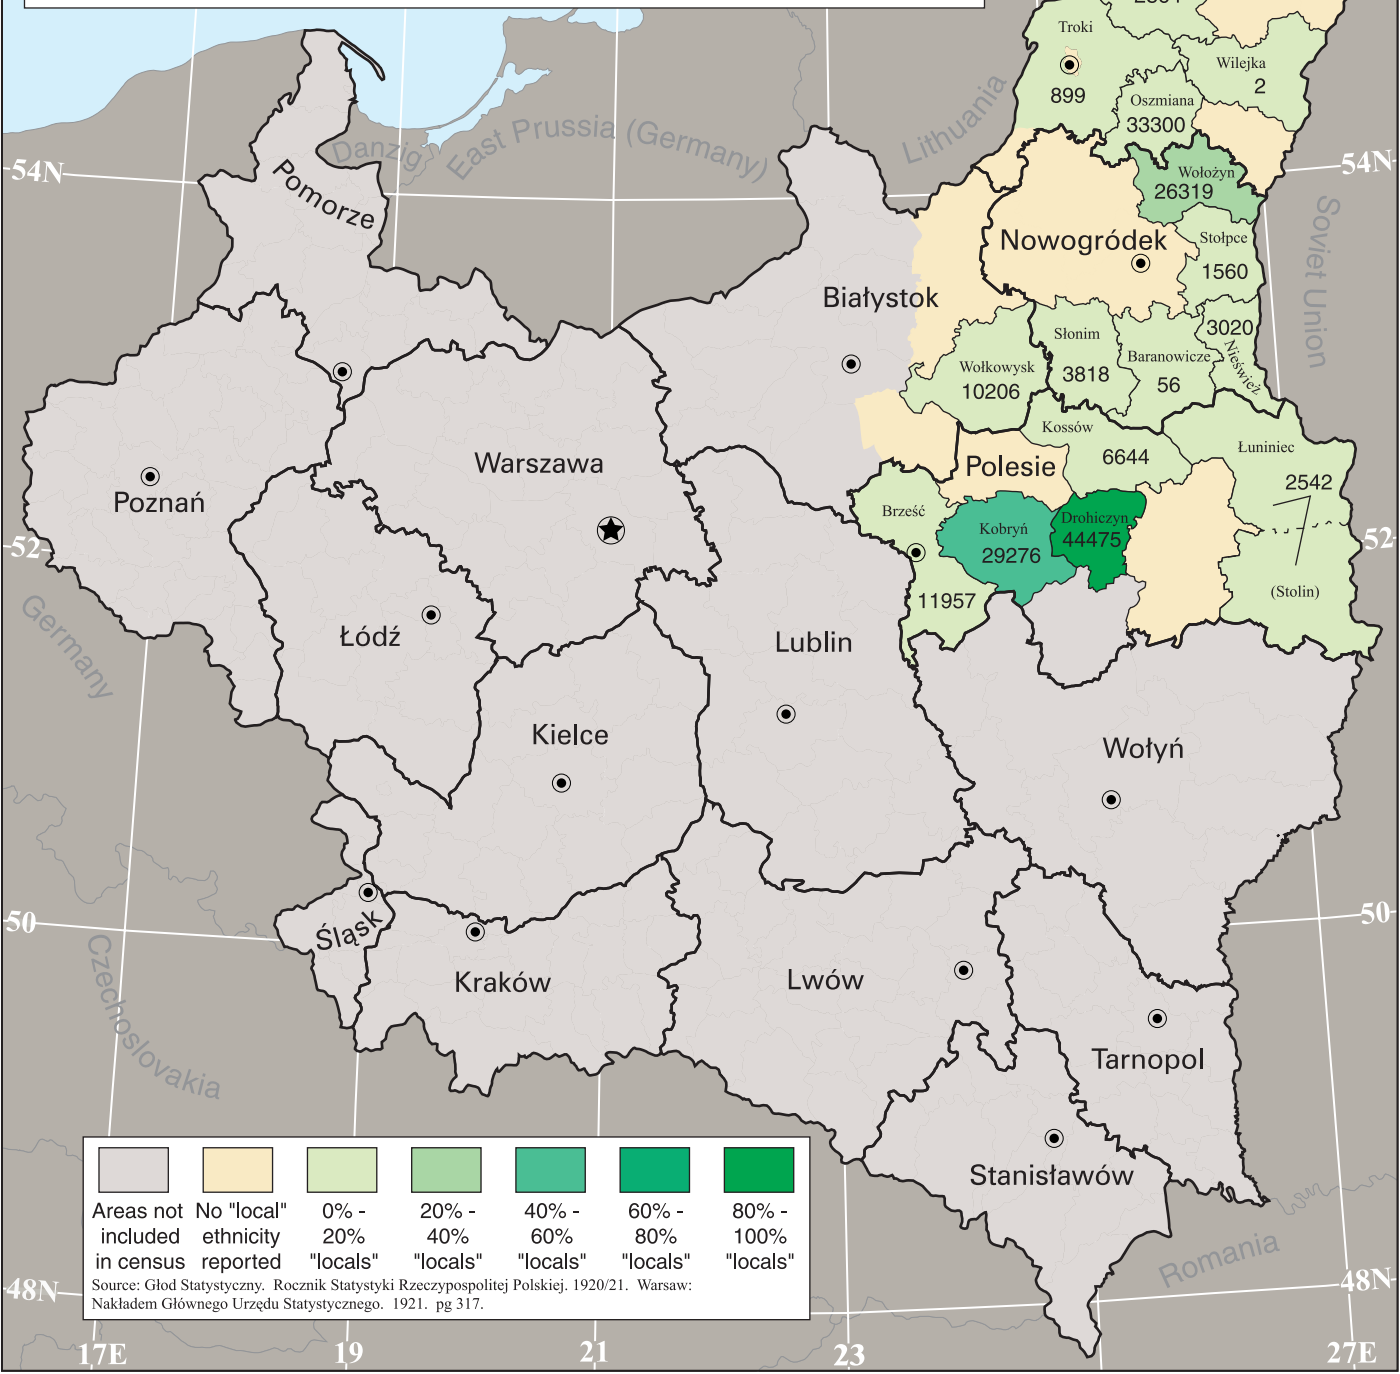 Troki
899
Wilejka
2
Oszmiana
33300
Lithuania
Danzig
East Prussia (Germany)
54N
54N
Pomorze
Wołożyn
26319
Soviet Union
Nowogródek
Stołpce
1560
Białystok
3020
Nieśwież
Słonim
3818
Baranowicze
56
Wołkowysk
10206
Kossów
6644
Łuniniec
2542
(Stolin)
Warszawa
Polesie
Poznań
Brześć
11957
Kobryń
29276
Drohiczyn
44475
52
52
Germany
Łódź
Lublin
Kielce
Wołyń
50
50
Śląsk
Czechoslovakia
Kraków
Lwów
Tarnopol
Stanisławów
Romania
Areas not
included
in census
No "local"
ethnicity
reported
0% -
20%
"locals"
20% -
40%
"locals"
40% -
60%
"locals"
60% -
80%
"locals"
80% -
100%
"locals"
Source: Głod Statystyczny. Rocznik Statystyki Rzeczypospolitej Polskiej. 1920/21. Warsaw:
Nakładem Głównego Urzędu Statystycznego. 1921. pg 317.
48N
48N
17E
19
21
23
27E